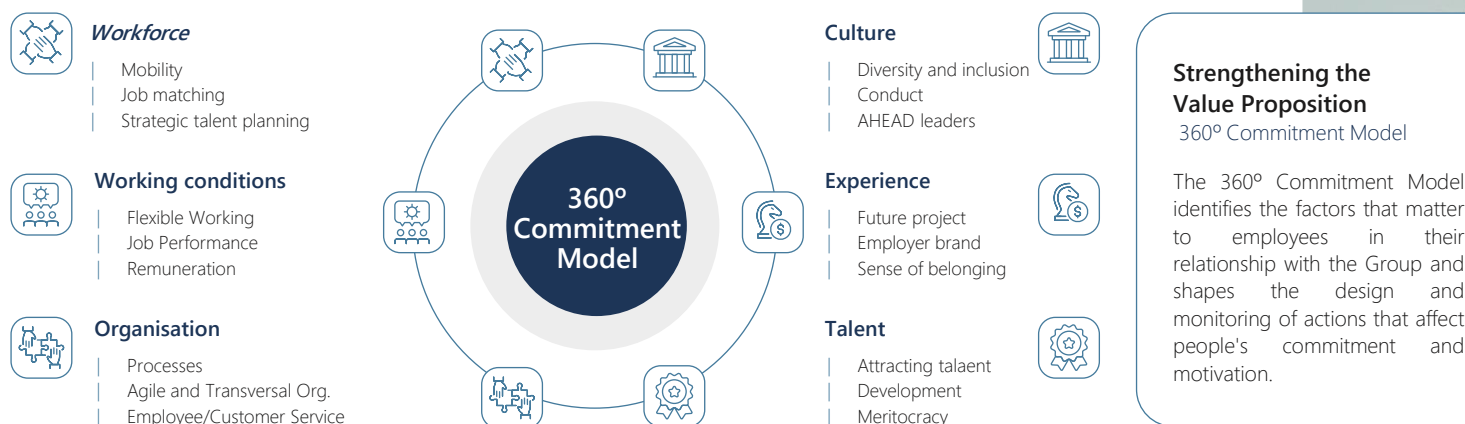 Workforce
Mobility
Job matching
Strategic talent planning
Working conditions
Flexible Working
Job Performance
Remuneration
Organisation
Processes
Agile and Transversal Org.
Employee/Customer Service
360º
Commitment
Model
$
Culture
Diversity and inclusion
Conduct
AHEAD leaders
Experience
Future project
Employer brand
Sense of belonging
$
Talent
Attracting talaent
Development
Meritocracy
Strengthening the
Value Proposition
360º Commitment Model
The 360º Commitment Model
identifies the factors that matter
to employees in their
relationship with the Group and
shapes the design and
monitoring of actions that affect
people's commitment and
motivation.